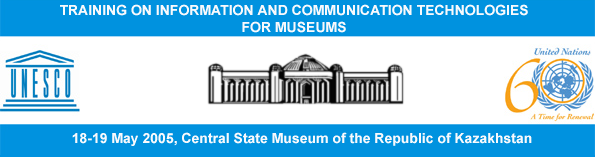 TRAINING ON INFORMATION AND COMMUNICATION TECHNOLOGIES
FOR MUSEUMS
UNESCO
United Nations
60
A Time for Renewal
18-19 May 2005, Central State Museum of the Republic of Kazakhstan